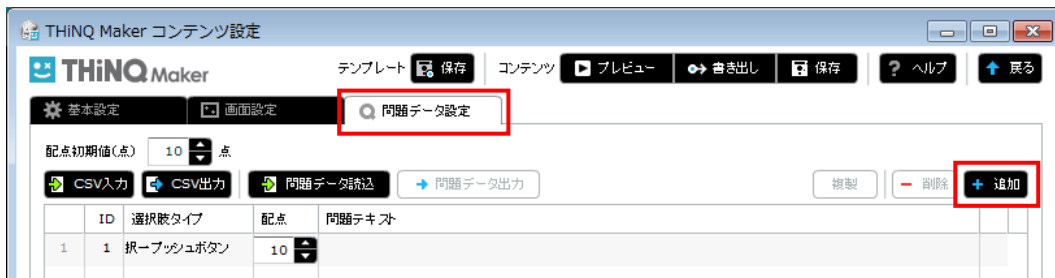 THiNQ Maker コンテンツ設定
THiNQ Maker テンプレート 保存 コンテンツ プレビュー 書き出し 保存 ? ヘルプ 戻る
基本設定 画面設定 問題データ設定
配点初期値(点) 10 点
CSV入力 CSV出力 問題データ読込 問題データ出力 複製 削除 + 追加
ID 選択肢タイプ 配点 問題テキスト
1 1 択一プッシュボタン 10